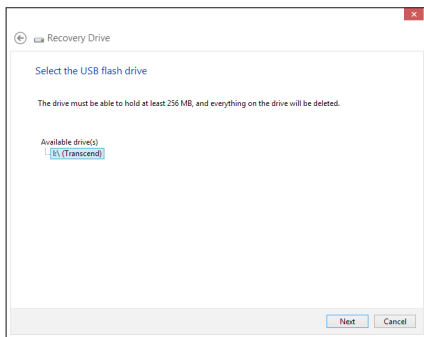 Recovery Drive
Select the USB flash drive
The drive must be able to hold at least 256 MB, and everything on the drive will be deleted.
Available drive(s)
(Transcend)
Next Cancel